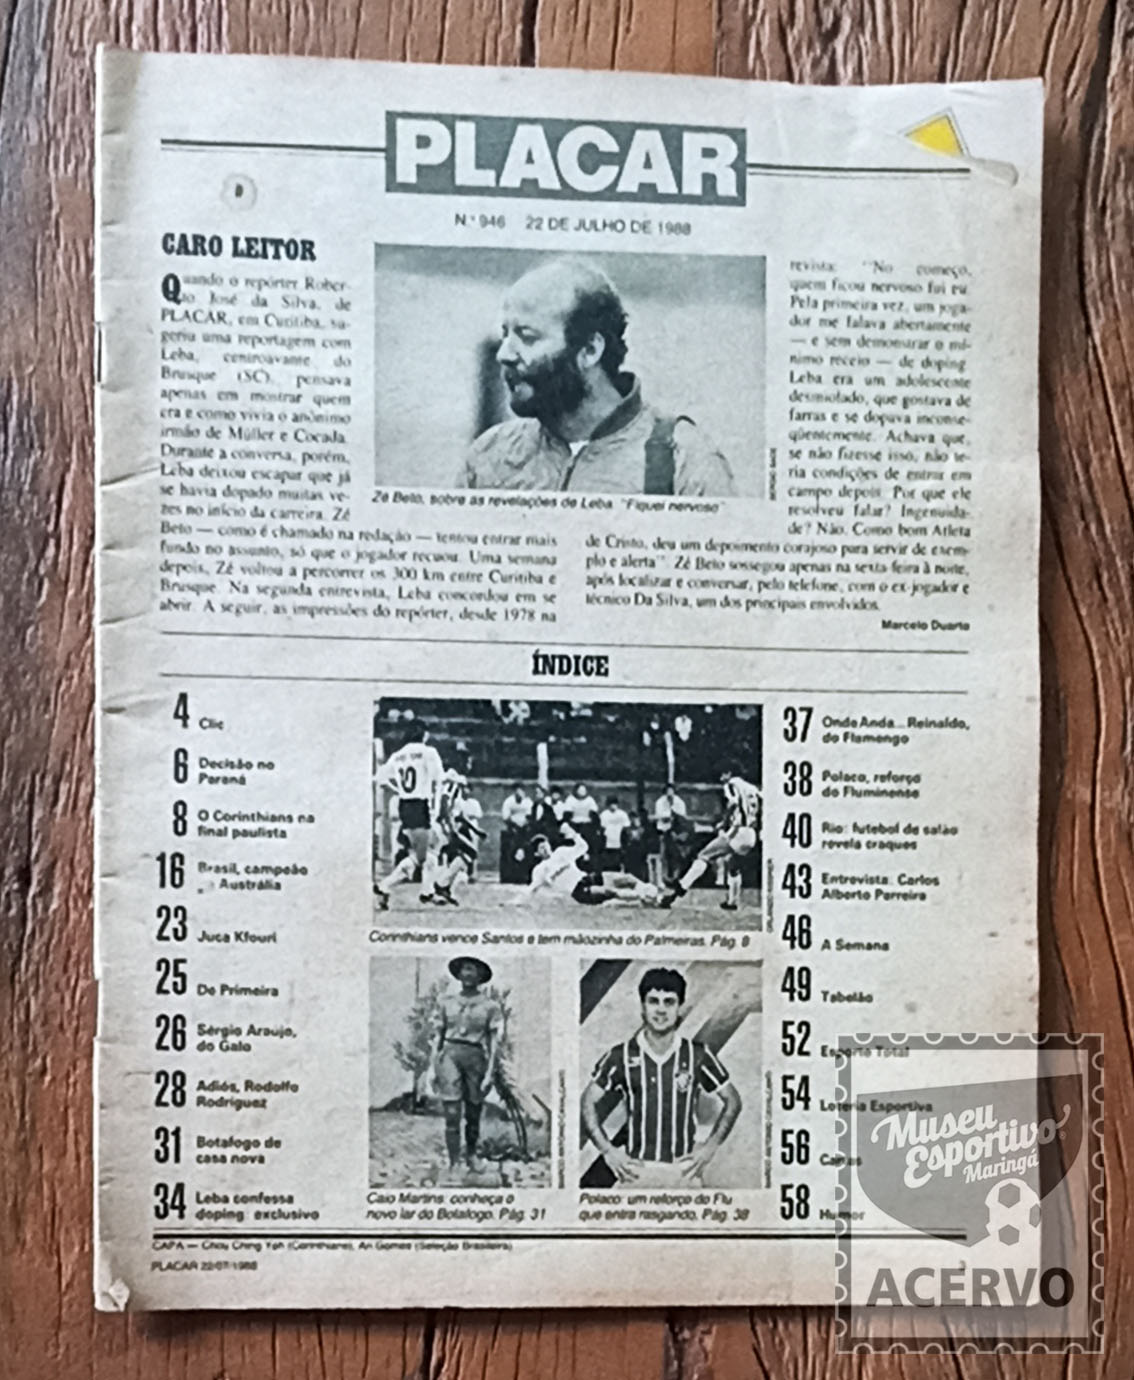 PLACAR
N.º 946 22 DE JULHO DE 1988
CARO LEITOR
Quando o repórter Rober-
to José da Silva, de
PLACAR, em Curitiba, su-
geriu uma reportagem com
Leba, centroavante do
Brusque (SC), pensava
apenas em mostrar quem
era e como vivia o anônimo
irmão de Müller e Cocada.
Durante a conversa, porém,
Leba deixou escapar que já
se havia dopado muitas ve-
zes no início da carreira. Zé
Beto — como é chamado na redação — tentou entrar mais
fundo no assunto, só que o jogador recuou. Uma semana
depois, Zé voltou a percorrer os 300 km entre Curitiba e
Brusque. Na segunda entrevista, Leba concordou em se
abrir. A seguir, as impressões do repórter, desde 1978 na
Zé Beto, sobre as revelações de Leba: "Fiquei nervoso"
revista: "No começo,
quem ficou nervoso fui eu.
Pela primeira vez, um joga-
dor me falava abertamente
— e sem demonstrar o mí-
nimo receio — de doping.
Leba era um adolescente
desmiolado, que gostava de
farras e se dopava inconse-
qüentemente. Achava que,
se não fizesse isso, não te-
ria condições de entrar em
campo depois. Por que ele
resolveu falar? Ingenuida-
de? Não. Como bom Atleta
de Cristo, deu um depoimento corajoso para servir de exem-
plo e alerta". Zé Beto sossegou apenas na sexta-feira à noite,
após localizar e conversar, pelo telefone, com o ex-jogador e
técnico Da Silva, um dos principais envolvidos.
Marcelo Duarte
ÍNDICE
4 Clic
6 Decisão no
Paraná
8 O Corinthians na
final paulista
16 Brasil, campeão
Austrália
23 Juca Kfouri
25 De Primeira
26 Sérgio Araujo,
do Galo
28 Adiós, Rodolfo
Rodríguez
31 Botafogo de
casa nova
34 Leba confessa
doping: exclusivo
10
Corinthians vence Santos e tem mãozinha do Palmeiras. Pág. 8
Caio Martins: conheça o
novo lar do Botafogo. Pág. 31
Polaco: um reforço do Flu
que entra rasgando. Pág. 38
37 Onde Anda... Reinaldo,
do Flamengo
38 Polaco, reforço
do Fluminense
40 Rio: futebol de salão
revela craques
43 Entrevista: Carlos
Alberto Parreira
46 A Semana
49 Tabelão
52 Esporte Total
54 Loteria Esportiva
56 Cartas
58 Humor
CAPA — Chou Ching Yoh (Corinthians), Ari Gomes (Seleção Brasileira)
PLACAR 22/07/1988
3
Museu
Esportivo
Maringá
ACERVO